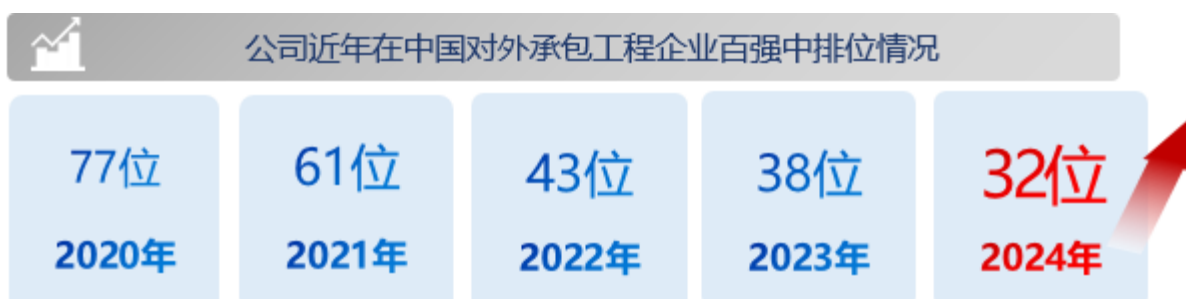 公司近年在中国对外承包工程企业百强中排位情况
77位 61位 43位 38位 32位
2020年 2021年 2022年 2023年 2024年